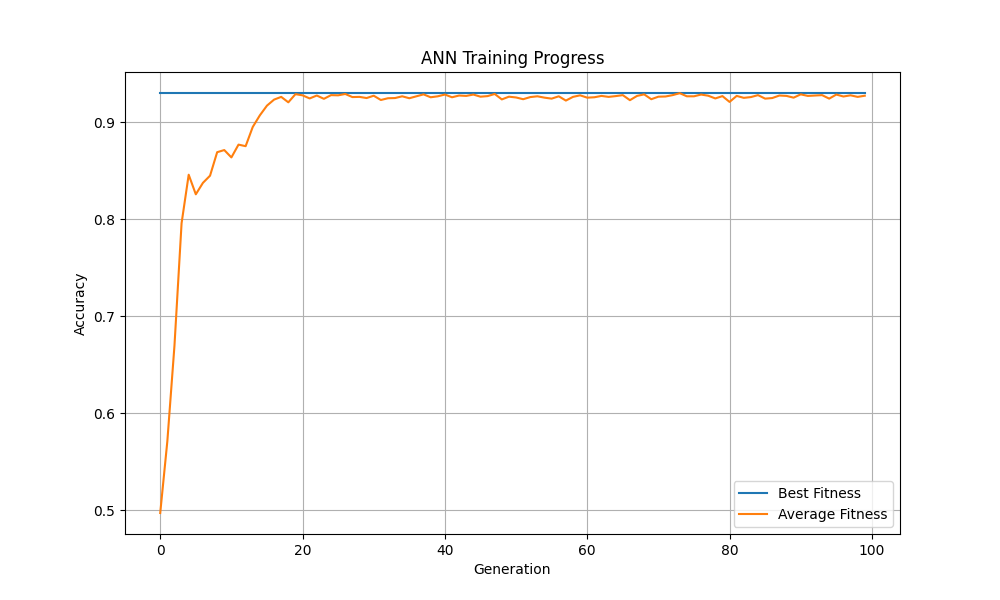 ANN Training Progress
Accuracy
0.9
0.8
0.7
0.6
0.5
Best Fitness
Average Fitness
0 20 40 60 80 100
Generation